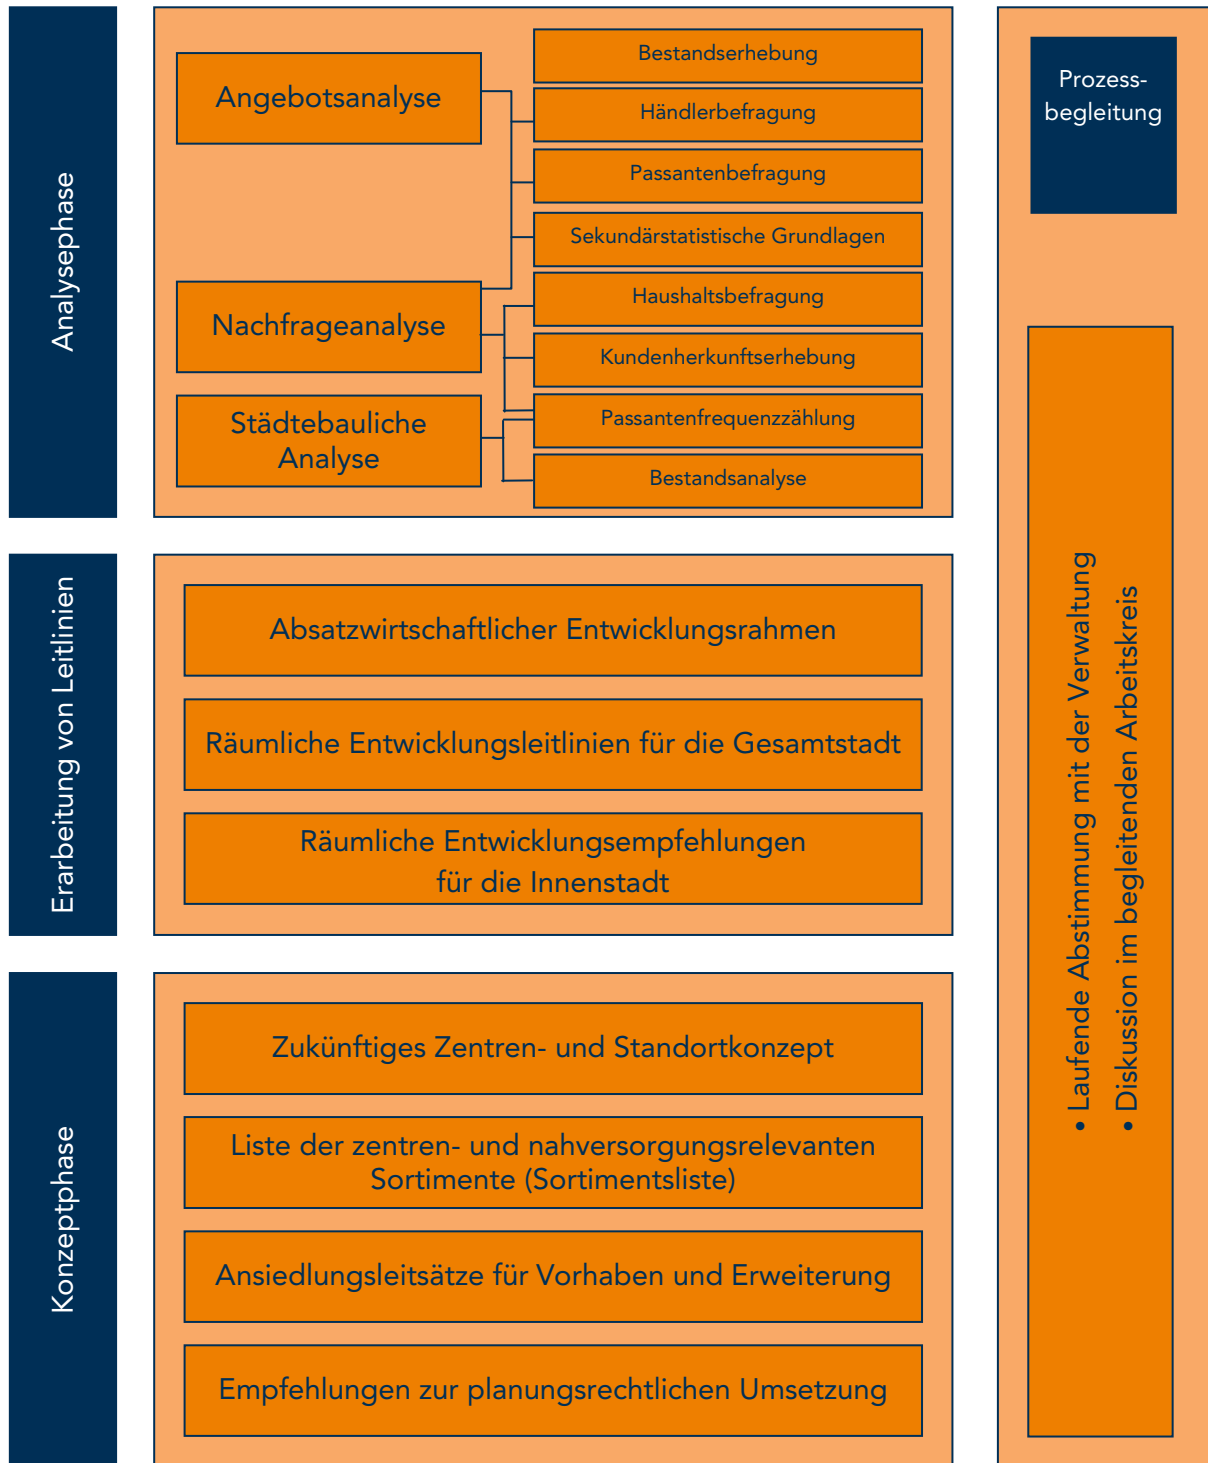 Analysephase
Angebotsanalyse
Nachfrageanalyse
Städtebauliche
Analyse
Bestandserhebung
Händlerbefragung
Passantenbefragung
Sekundärstatistische Grundlagen
Haushaltsbefragung
Kundenherkunftserhebung
Passantenfrequenzzählung
Bestandsanalyse
Erarbeitung von Leitlinien
Absatzwirtschaftlicher Entwicklungsrahmen
Räumliche Entwicklungsleitlinien für die Gesamtstadt
Räumliche Entwicklungsempfehlungen
für die Innenstadt
Konzeptphase
Zukünftiges Zentren- und Standortkonzept
Liste der zentren- und nahversorgungsrelevanten
Sortimente (Sortimentsliste)
Ansiedlungsleitsätze für Vorhaben und Erweiterung
Empfehlungen zur planungsrechtlichen Umsetzung
Prozess-
begleitung
• Laufende Abstimmung mit der Verwaltung
• Diskussion im begleitenden Arbeitskreis